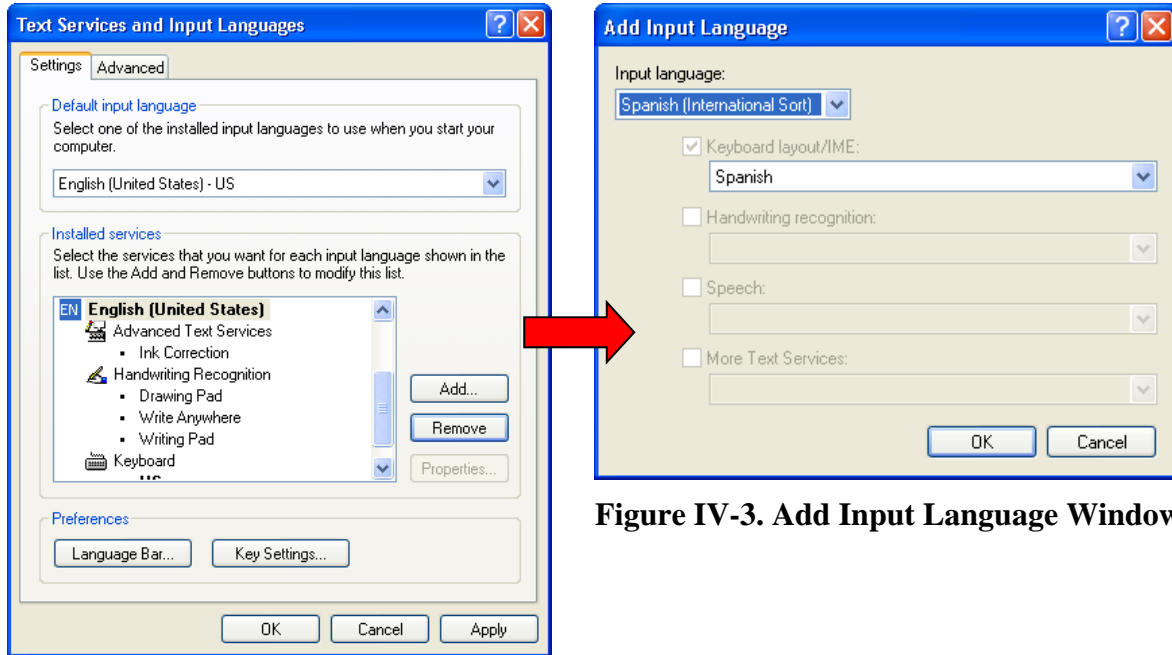 Text Services and Input Languages
Settings
Advanced
Default input language
Select one of the installed input languages to use when you start your
computer.
English (United States) - US
Installed services
Select the services that you want for each input language shown in the
list. Use the Add and Remove buttons to modify this list.
EN English (United States)
Advanced Text Services
• Ink Correction
Handwriting Recognition
• Drawing Pad
• Write Anywhere
• Writing Pad
Keyboard
US
Add...
Remove
Properties...
Preferences
Language Bar...
Key Settings...
OK
Cancel
Apply
Add Input Language
Input language:
Spanish (International Sort)
Keyboard layout/IME:
Spanish
Handwriting recognition:
Speech:
More Text Services:
OK
Cancel
Figure IV-3. Add Input Language Window